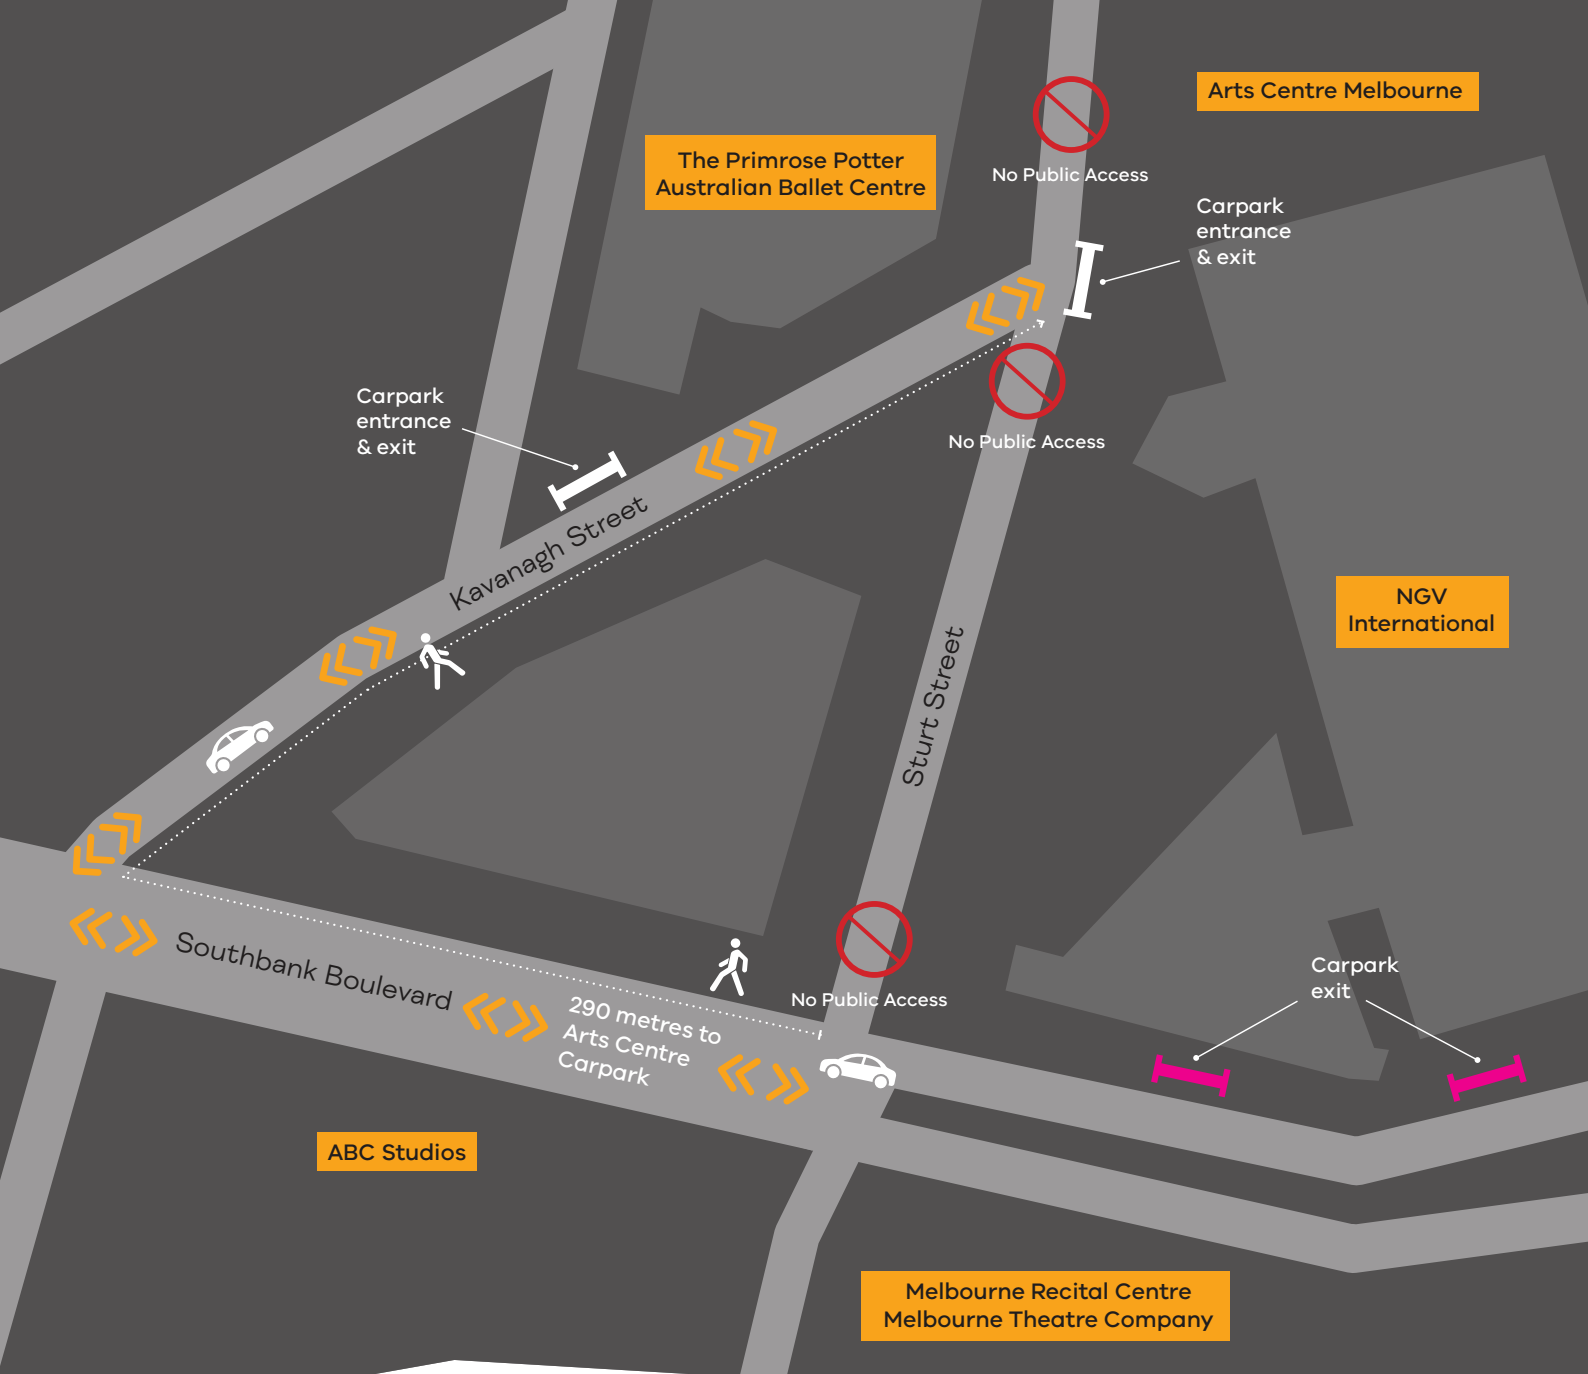 Arts Centre Melbourne
The Primrose Potter
Australian Ballet Centre
No Public Access
Carpark
entrance
& exit
Carpark
entrance
& exit
No Public Access
Kavanagh Street
NGV
International
Sturt Street
Southbank Boulevard
290 metres to
Arts Centre
Carpark
No Public Access
Carpark
exit
ABC Studios
Melbourne Recital Centre
Melbourne Theatre Company